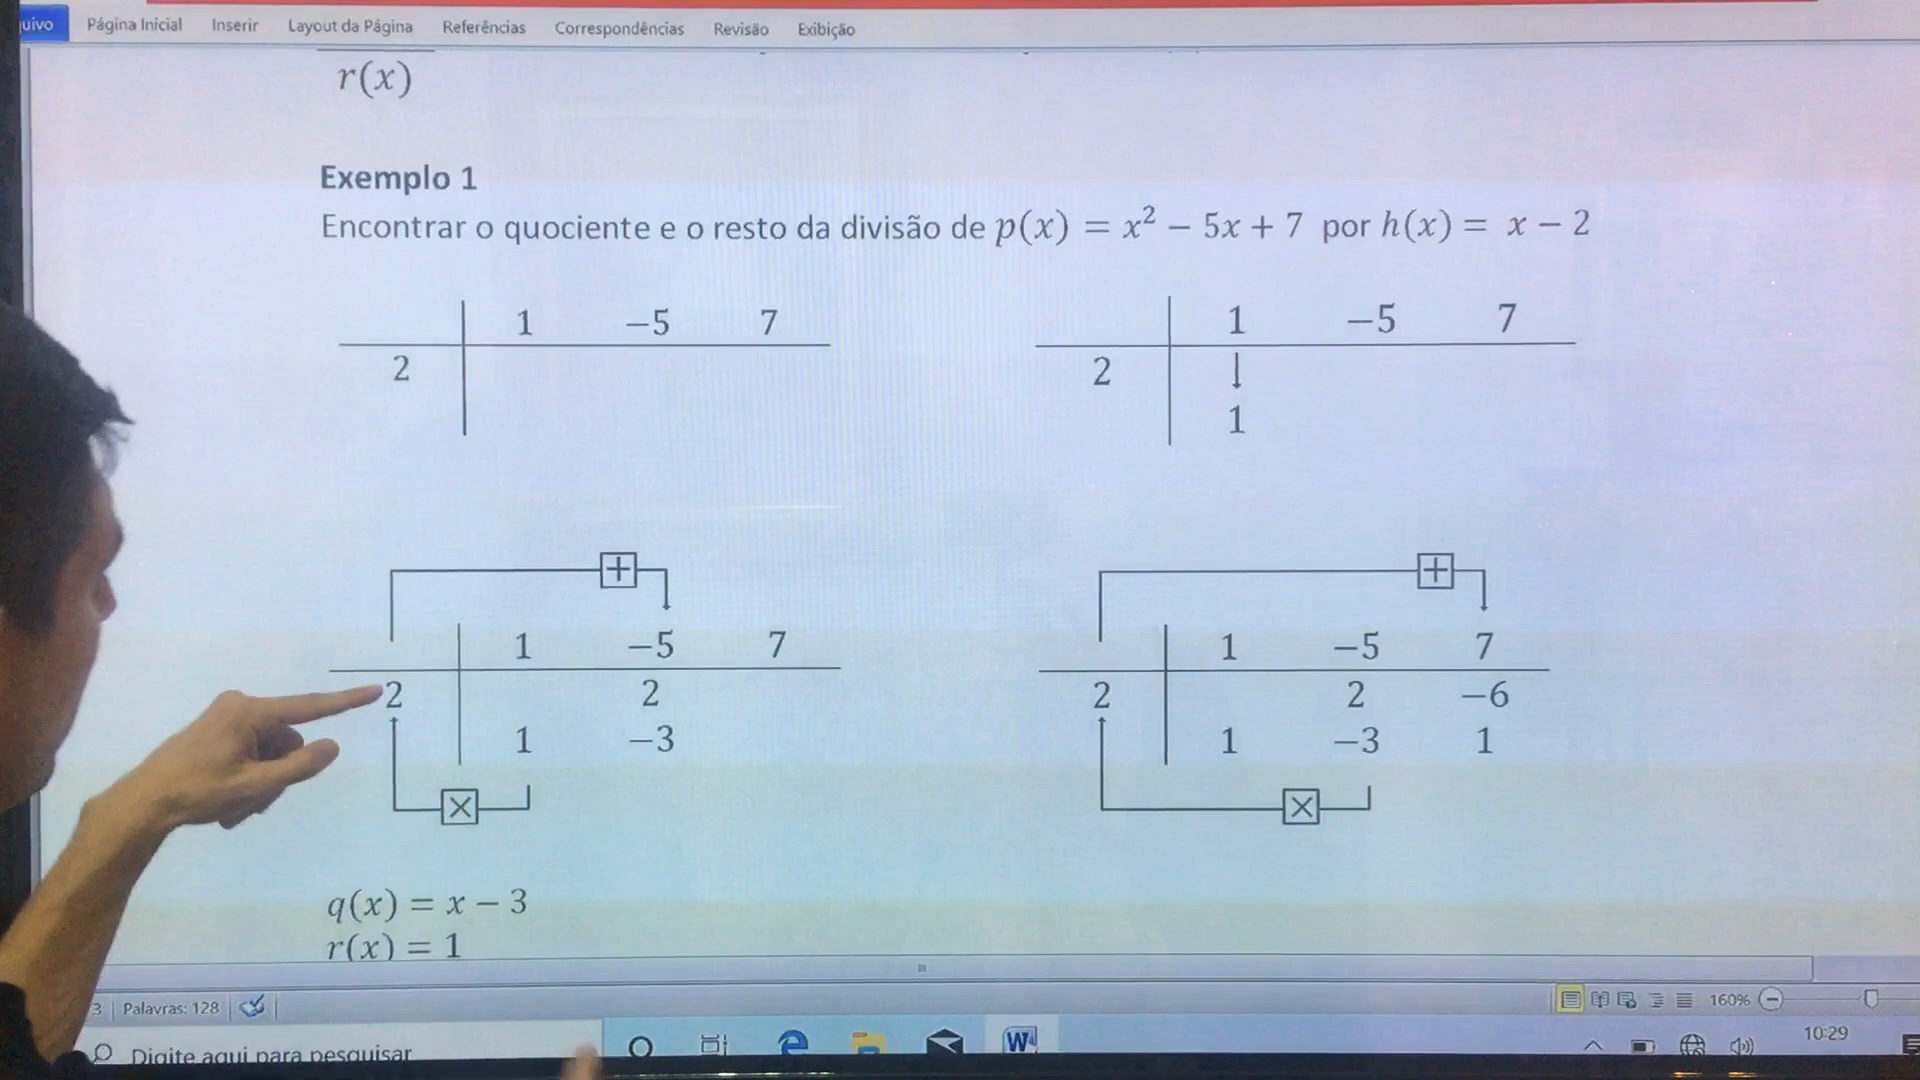 uivo Página Inicial Inserir Layout da Página Referências Correspondências Revisão Exibição
r(x)
Exemplo 1
Encontrar o quociente e o resto da divisão de p(x) = x² − 5x + 7 por h(x) = x − 2
1 −5 7
2
1 −5 7
2
1
+
1 −5 7
2 2
1 −3
×
+
1 −5 7
2 2 −6
1 −3 1
×
q(x) = x − 3
r(x) = 1
3 Palavras: 128 160%
Digite aqui para pesquisar
10:29